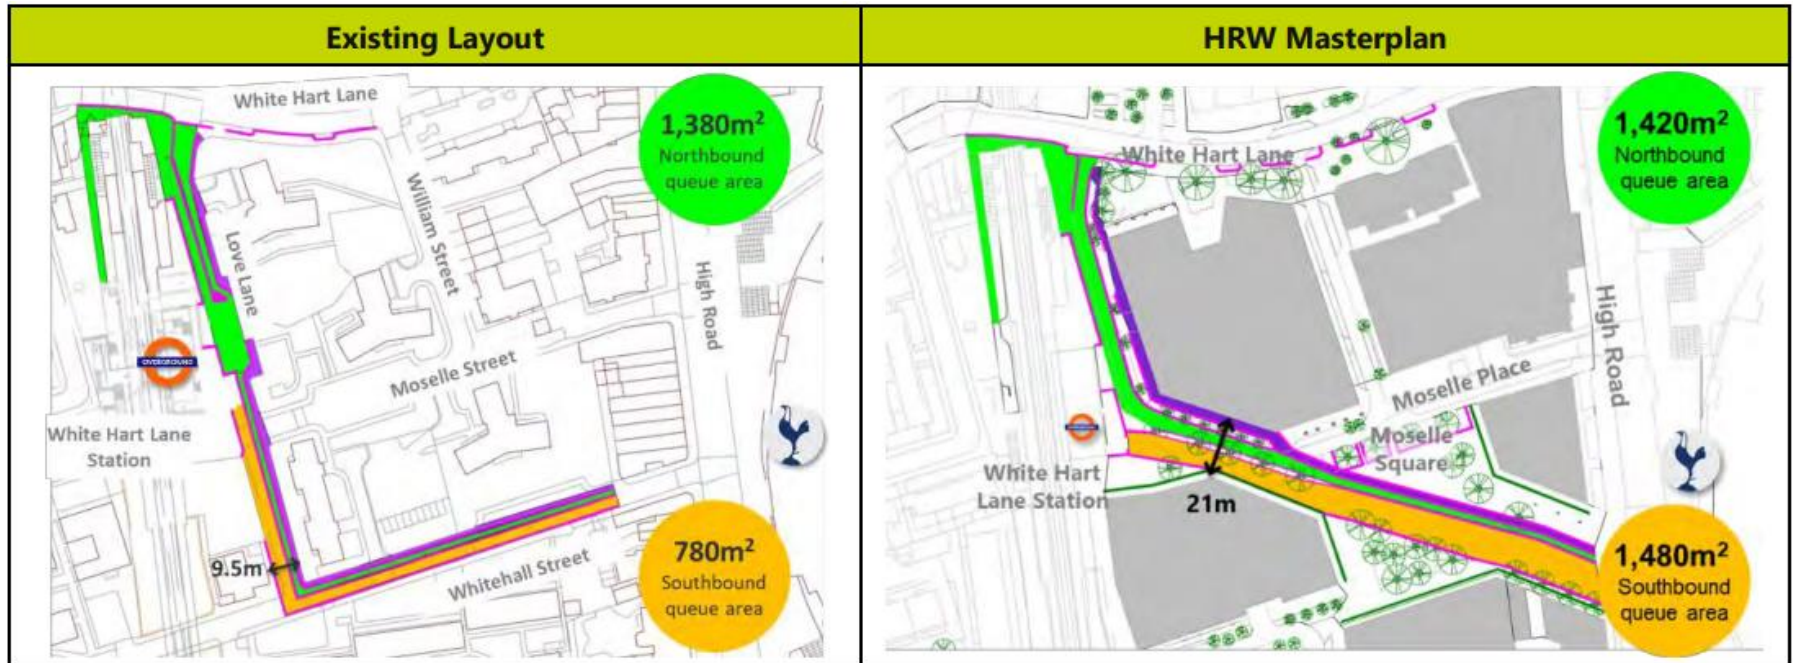 Existing Layout
White Hart Lane
1,380m²
Northbound
queue area
William Street
Love Lane
High Road
OVERGROUND
Moselle Street
White Hart Lane
Station
9.5m
Whitehall Street
780m²
Southbound
queue area
HRW Masterplan
1,420m²
Northbound
queue area
White Hart Lane
High Road
Moselle Place
Moselle
Square
White Hart
Lane Station
21m
1,480m²
Southbound
queue area